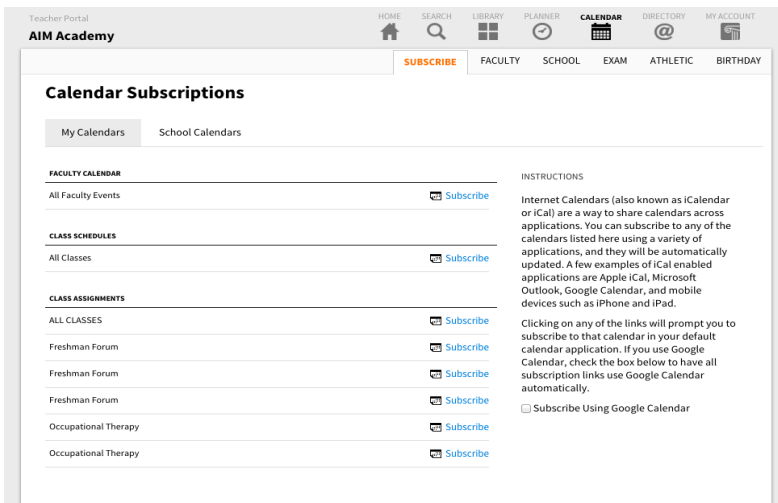 Teacher Portal
AIM Academy
HOME SEARCH LIBRARY PLANNER CALENDAR DIRECTORY MY ACCOUNT
SUBSCRIBE FACULTY SCHOOL EXAM ATHLETIC BIRTHDAY
Calendar Subscriptions
My Calendars School Calendars
FACULTY CALENDAR
All Faculty Events Subscribe
CLASS SCHEDULES
All Classes Subscribe
CLASS ASSIGNMENTS
ALL CLASSES Subscribe
Freshman Forum Subscribe
Freshman Forum Subscribe
Freshman Forum Subscribe
Occupational Therapy Subscribe
Occupational Therapy Subscribe
INSTRUCTIONS
Internet Calendars (also known as iCalendar
or iCal) are a way to share calendars across
applications. You can subscribe to any of the
calendars listed here using a variety of
applications, and they will be automatically
updated. A few examples of iCal enabled
applications are Apple iCal, Microsoft
Outlook, Google Calendar, and mobile
devices such as iPhone and iPad.
Clicking on any of the links will prompt you to
subscribe to that calendar in your default
calendar application. If you use Google
Calendar, check the box below to have all
subscription links use Google Calendar
automatically.
Subscribe Using Google Calendar